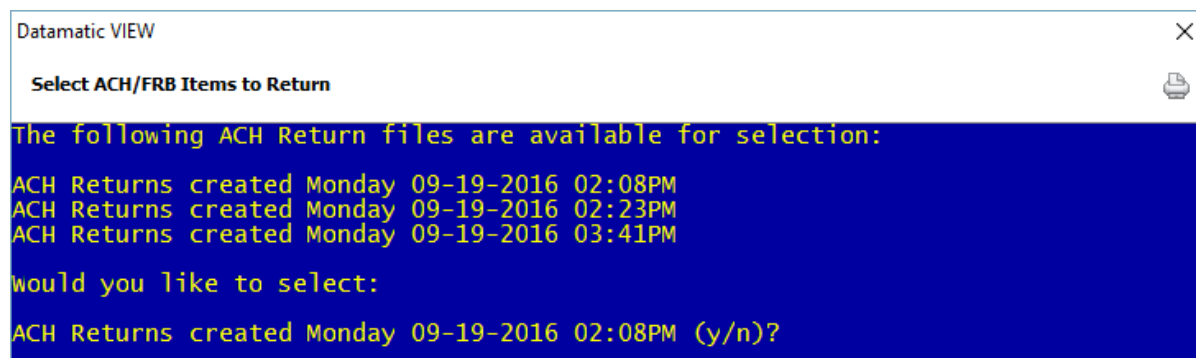 Datamatic VIEW
Select ACH/FRB Items to Return
The following ACH Return files are available for selection:
ACH Returns created Monday 09-19-2016 02:08PM
ACH Returns created Monday 09-19-2016 02:23PM
ACH Returns created Monday 09-19-2016 03:41PM
Would you like to select:
ACH Returns created Monday 09-19-2016 02:08PM (y/n)?